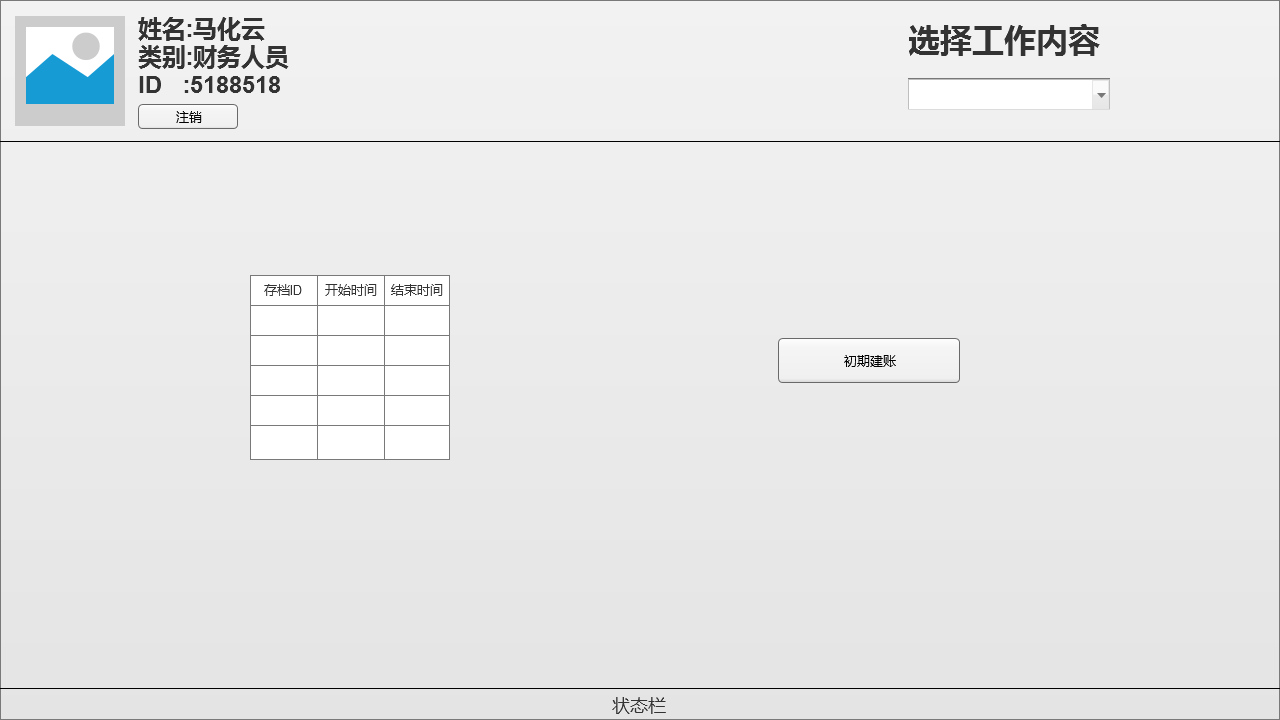 姓名:马化云
类别:财务人员
ID :5188518
注销
选择工作内容
存档ID 开始时间 结束时间
初期建账
状态栏